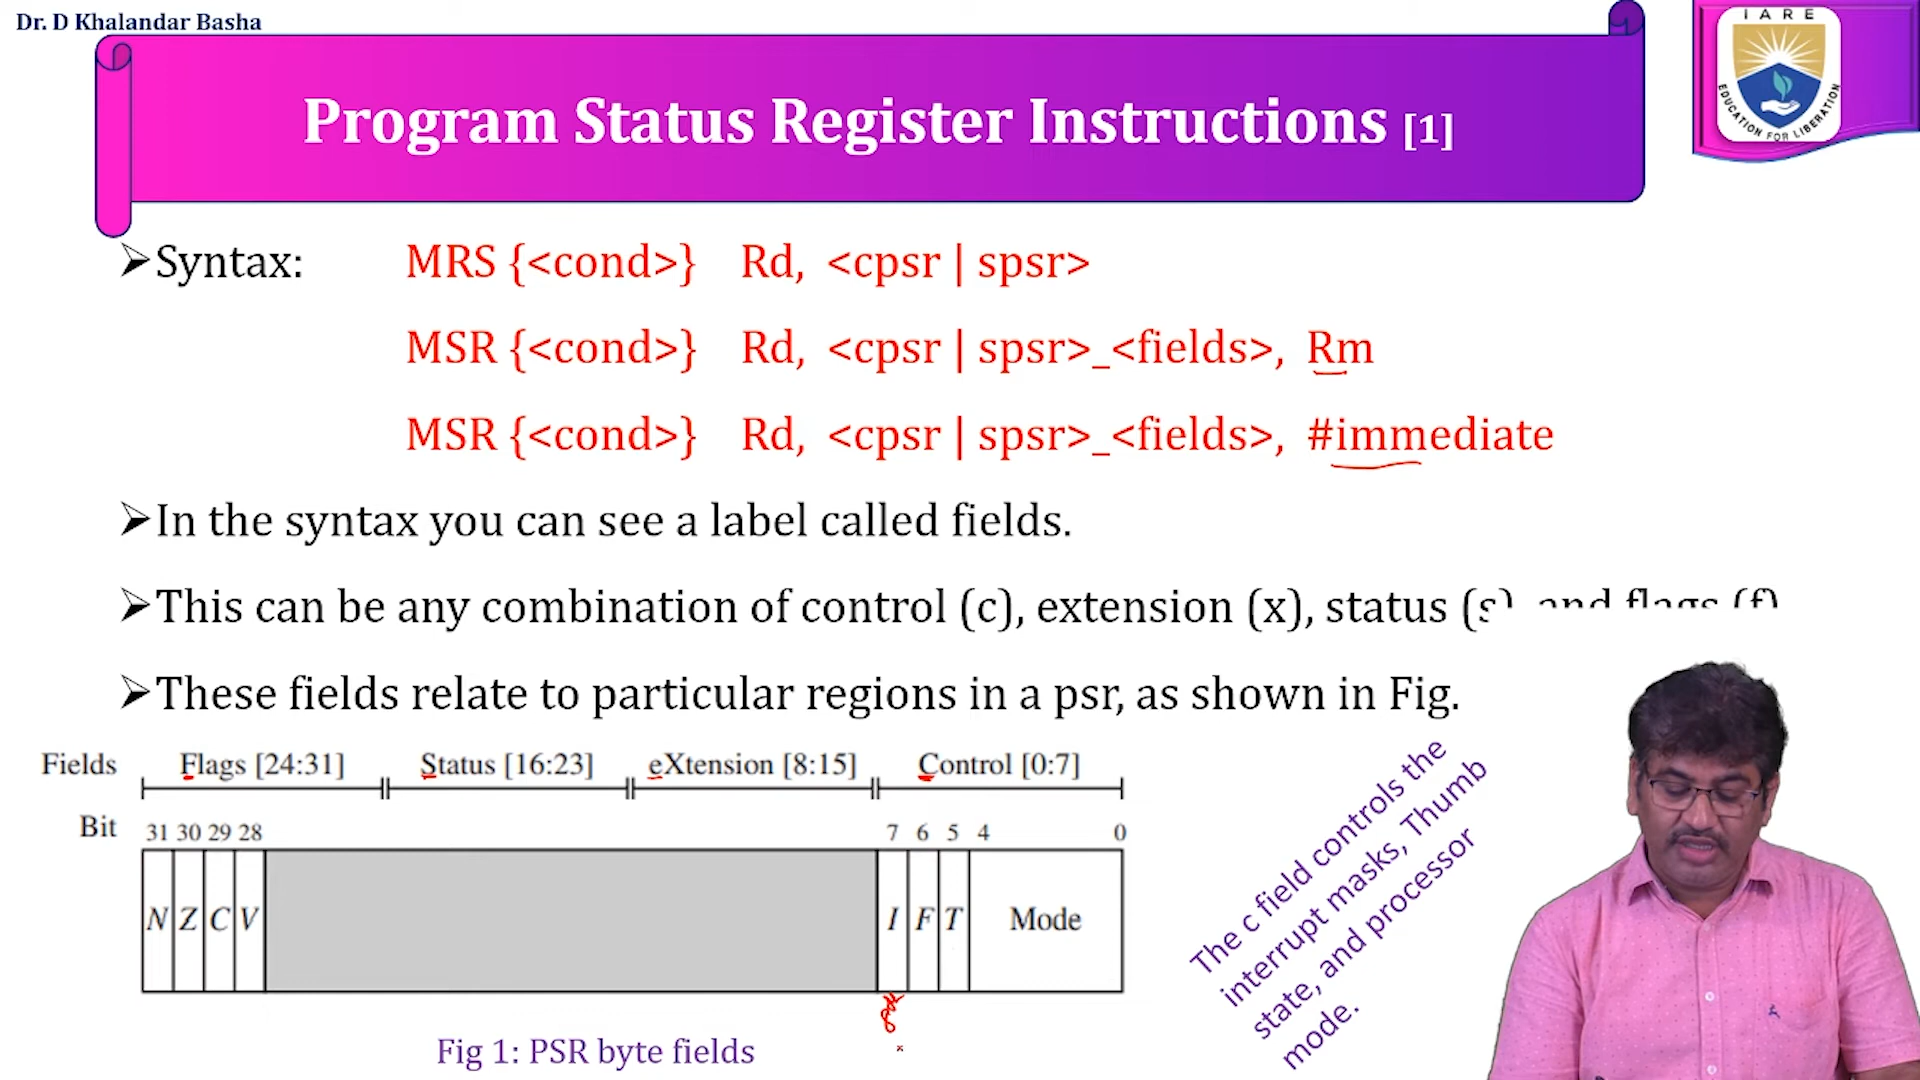 Dr. D Khalandar Basha
IARE
EDUCATION FOR LIBERATION
Program Status Register Instructions [1]
➢Syntax: MRS {<cond>} Rd, <cpsr | spsr>
MSR {<cond>} Rd, <cpsr | spsr>_<fields>, Rm
MSR {<cond>} Rd, <cpsr | spsr>_<fields>, #immediate
➢In the syntax you can see a label called fields.
➢This can be any combination of control (c), extension (x), status (s), and flags (f)
➢These fields relate to particular regions in a psr, as shown in Fig.
Fields Flags [24:31] Status [16:23] eXtension [8:15] Control [0:7]
Bit 31 30 29 28 7 6 5 4 0
N Z C V I F T Mode
Fig 1: PSR byte fields
The c field controls the
interrupt masks, Thumb
state, and processor
mode.